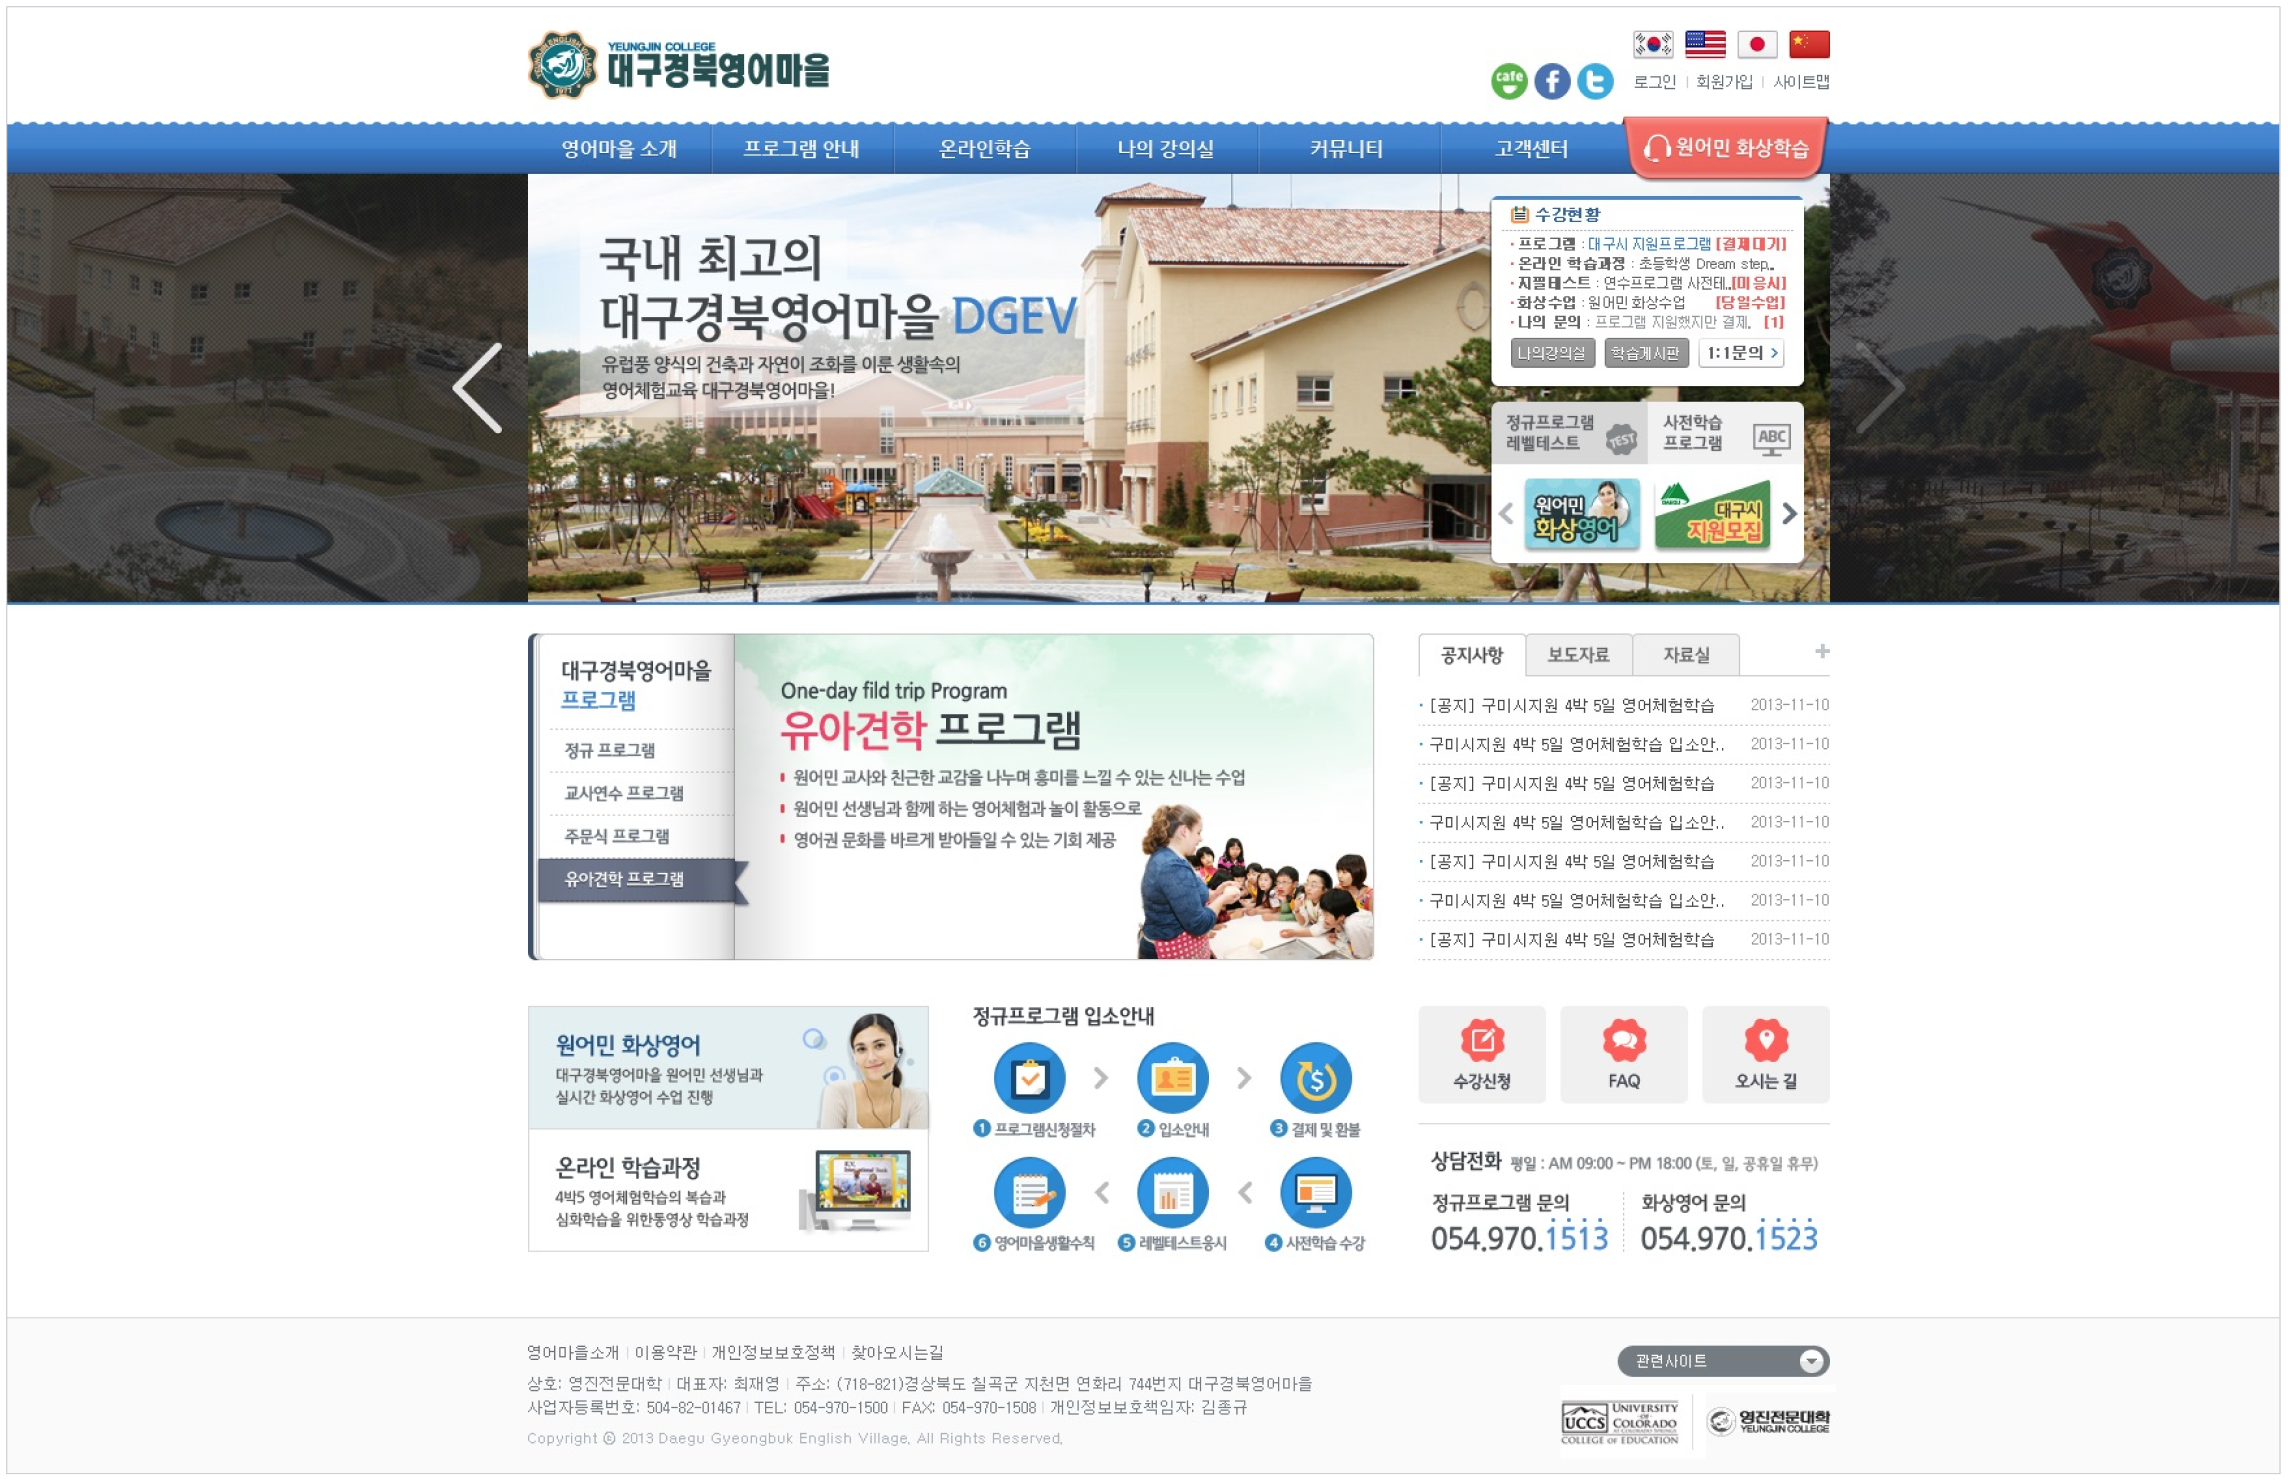 YEUNGJIN COLLEGE
대구경북영어마을
cafe
로그인 | 회원가입 | 사이트맵
영어마을 소개
프로그램 안내
온라인학습
나의 강의실
커뮤니티
고객센터
원어민 화상학습
국내 최고의
대구경북영어마을 DGEV
유럽풍 양식의 건축과 자연이 조화를 이룬 생활속의
영어체험교육 대구경북영어마을!
수강현황
프로그램 : 대구시 지원프로그램 [결제대기]
온라인 학습과정 : 초등학생 Dream step..
지필테스트 : 연수프로그램 사전테..[미응시]
화상수업 : 원어민 화상수업 [당일수업]
나의 문의 : 프로그램 지원했지만 결제. [1]
나의강의실
학습게시판
1:1문의 >
정규프로그램
레벨테스트
TEST
사전학습
프로그램
ABC
원어민
화상영어
DAEGU
대구시
지원모집
대구경북영어마을
프로그램
정규 프로그램
교사연수 프로그램
주문식 프로그램
유아견학 프로그램
One-day fild trip Program
유아견학 프로그램
원어민 교사와 친근한 교감을 나누며 흥미를 느낄 수 있는 신나는 수업
원어민 선생님과 함께 하는 영어체험과 놀이 활동으로
영어권 문화를 바르게 받아들일 수 있는 기회 제공
공지사항
보도자료
자료실
+
· [공지] 구미시지원 4박 5일 영어체험학습 2013-11-10
· 구미시지원 4박 5일 영어체험학습 입소안.. 2013-11-10
· [공지] 구미시지원 4박 5일 영어체험학습 2013-11-10
· 구미시지원 4박 5일 영어체험학습 입소안.. 2013-11-10
· [공지] 구미시지원 4박 5일 영어체험학습 2013-11-10
· 구미시지원 4박 5일 영어체험학습 입소안.. 2013-11-10
· [공지] 구미시지원 4박 5일 영어체험학습 2013-11-10
원어민 화상영어
대구경북영어마을 원어민 선생님과
실시간 화상영어 수업 진행
온라인 학습과정
4박5 영어체험학습의 복습과
심화학습을 위한동영상 학습과정
정규프로그램 입소안내
1 프로그램신청절차
2 입소안내
3 결제 및 환불
6 영어마을생활수칙
5 레벨테스트응시
4 사전학습 수강
수강신청
FAQ
오시는 길
상담전화 평일 : AM 09:00 ~ PM 18:00 (토, 일, 공휴일 휴무)
정규프로그램 문의
054.970.1513
화상영어 문의
054.970.1523
영어마을소개 | 이용약관 | 개인정보보호정책 | 찾아오시는길
상호: 영진전문대학 | 대표자: 최재영 | 주소: (718-821)경상북도 칠곡군 지천면 연화리 744번지 대구경북영어마을
사업자등록번호: 504-82-01467 | TEL: 054-970-1500 | FAX: 054-970-1508 | 개인정보보호책임자: 김종규
Copyright ⓒ 2013 Daegu Gyeongbuk English Village, All Rights Reserved,
관련사이트
UCCS
UNIVERSITY
OF
COLORADO
AT COLORADO SPRINGS
COLLEGE OF EDUCATION
영진전문대학
YEUNGJIN COLLEGE